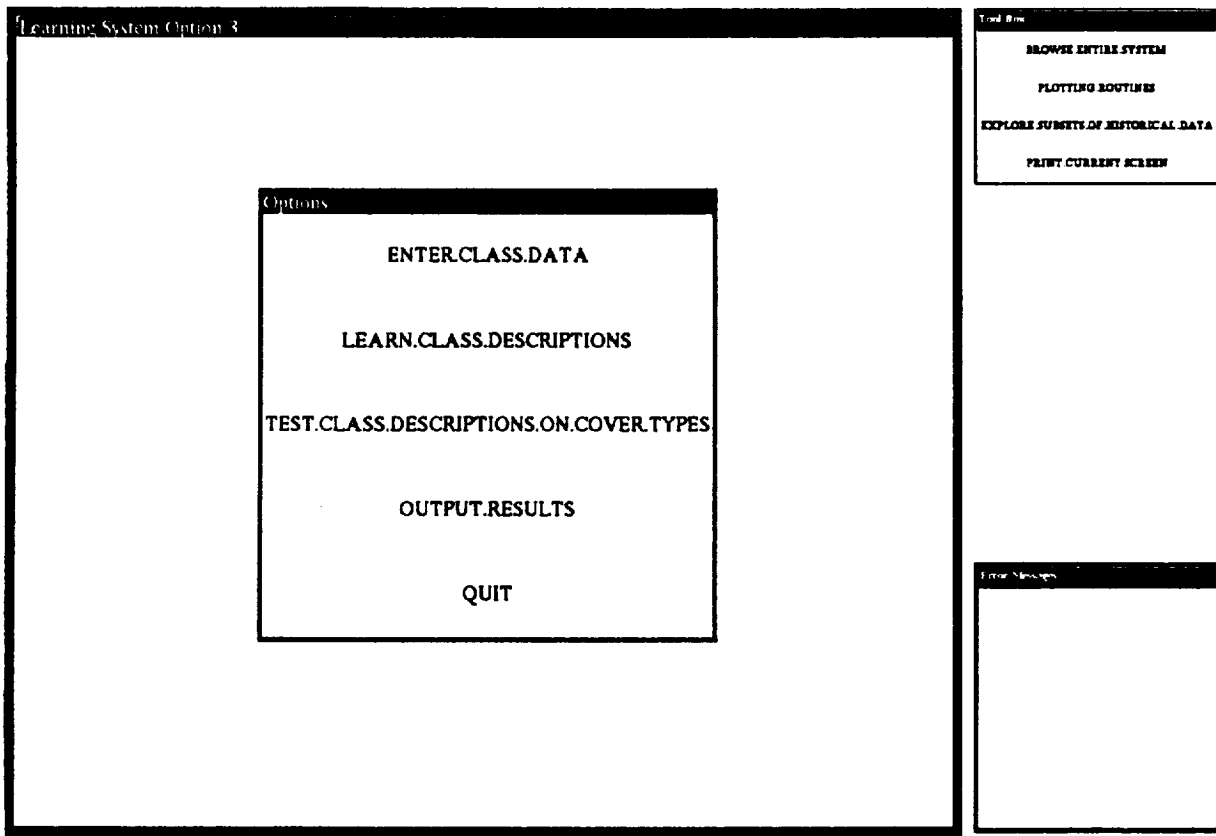 Learning System Option 3
Options
ENTER.CLASS.DATA
LEARN.CLASS.DESCRIPTIONS
TEST.CLASS.DESCRIPTIONS.ON.COVER.TYPES
OUTPUT.RESULTS
QUIT
Tool Box
BROWSE.ENTIRE.SYSTEM
PLOTTING.ROUTINES
EXPLORE.SUBSETS.OF.HISTORICAL.DATA
PRINT.CURRENT.SCREEN
Error Messages